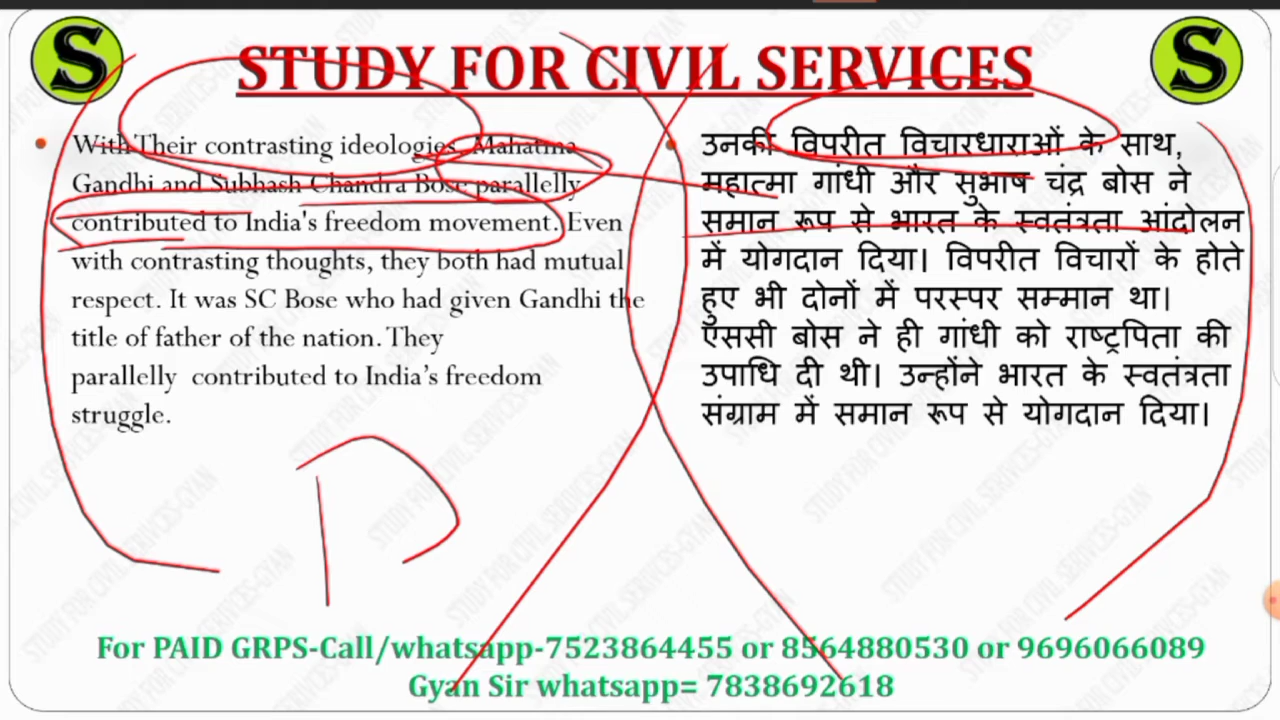 S
STUDY FOR CIVIL SERVICES
S
• With Their contrasting ideologies, Mahatma
Gandhi and Subhash Chandra Bose parallelly
contributed to India's freedom movement. Even
with contrasting thoughts, they both had mutual
respect. It was SC Bose who had given Gandhi the
title of father of the nation. They
parallelly contributed to India's freedom
struggle.
• उनकी विपरीत विचारधाराओं के साथ,
महात्मा गांधी और सुभाष चंद्र बोस ने
समान रूप से भारत के स्वतंत्रता आंदोलन
में योगदान दिया। विपरीत विचारों के होते
हुए भी दोनों में परस्पर सम्मान था।
एससी बोस ने ही गांधी को राष्ट्रपिता की
उपाधि दी थी। उन्होंने भारत के स्वतंत्रता
संग्राम में समान रूप से योगदान दिया।
For PAID GRPS-Call/whatsapp-7523864455 or 8564880530 or 9696066089
Gyan Sir whatsapp= 7838692618